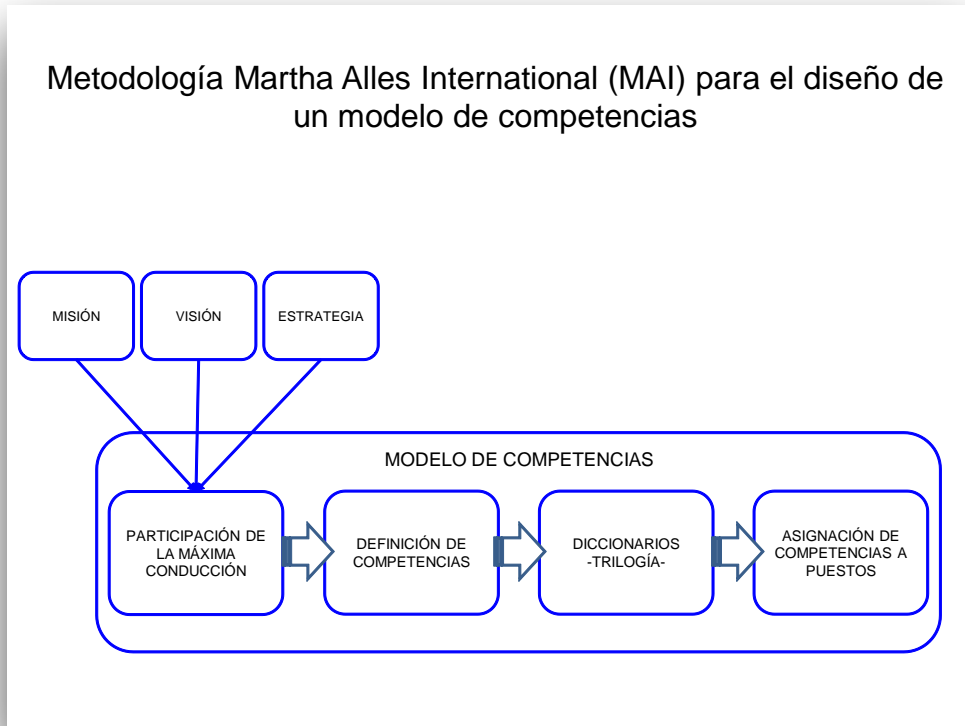 Metodología Martha Alles International (MAI) para el diseño de
un modelo de competencias
MISIÓN
VISIÓN
ESTRATEGIA
MODELO DE COMPETENCIAS
PARTICIPACIÓN DE
LA MÁXIMA
CONDUCCIÓN
DEFINICIÓN DE
COMPETENCIAS
DICCIONARIOS
-TRILOGÍA-
ASIGNACIÓN DE
COMPETENCIAS A
PUESTOS